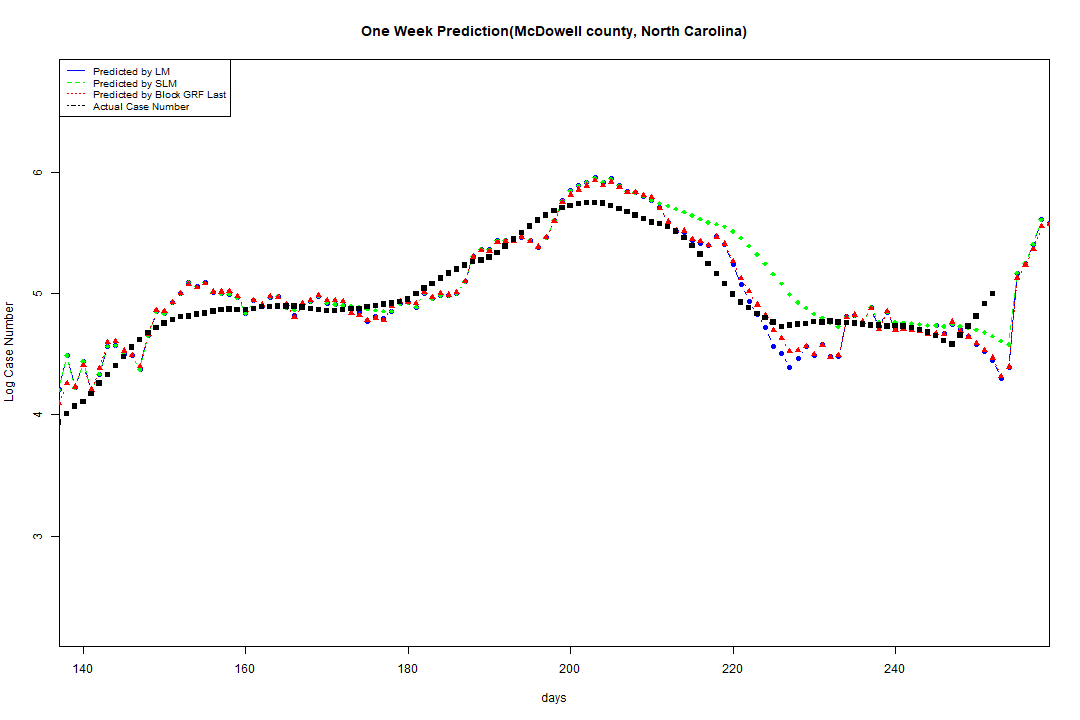 One Week Prediction(McDowell county, North Carolina)
Predicted by LM
Predicted by SLM
Predicted by Block GRF Last
Actual Case Number
6
5
4
3
Log Case Number
140 160 180 200 220 240
days